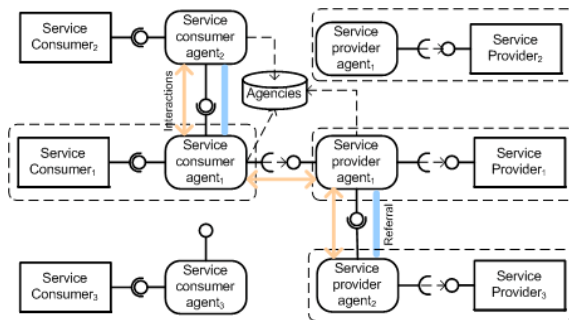 Service
Consumer₂
Service
consumer
agent₂
Service
provider
agent₁
Service
Provider₂
Interactions
Agencies
Service
Consumer₁
Service
consumer
agent₁
Service
provider
agent₁
Service
Provider₁
Referral
Service
Consumer₃
Service
consumer
agent₃
Service
provider
agent₂
Service
Provider₃